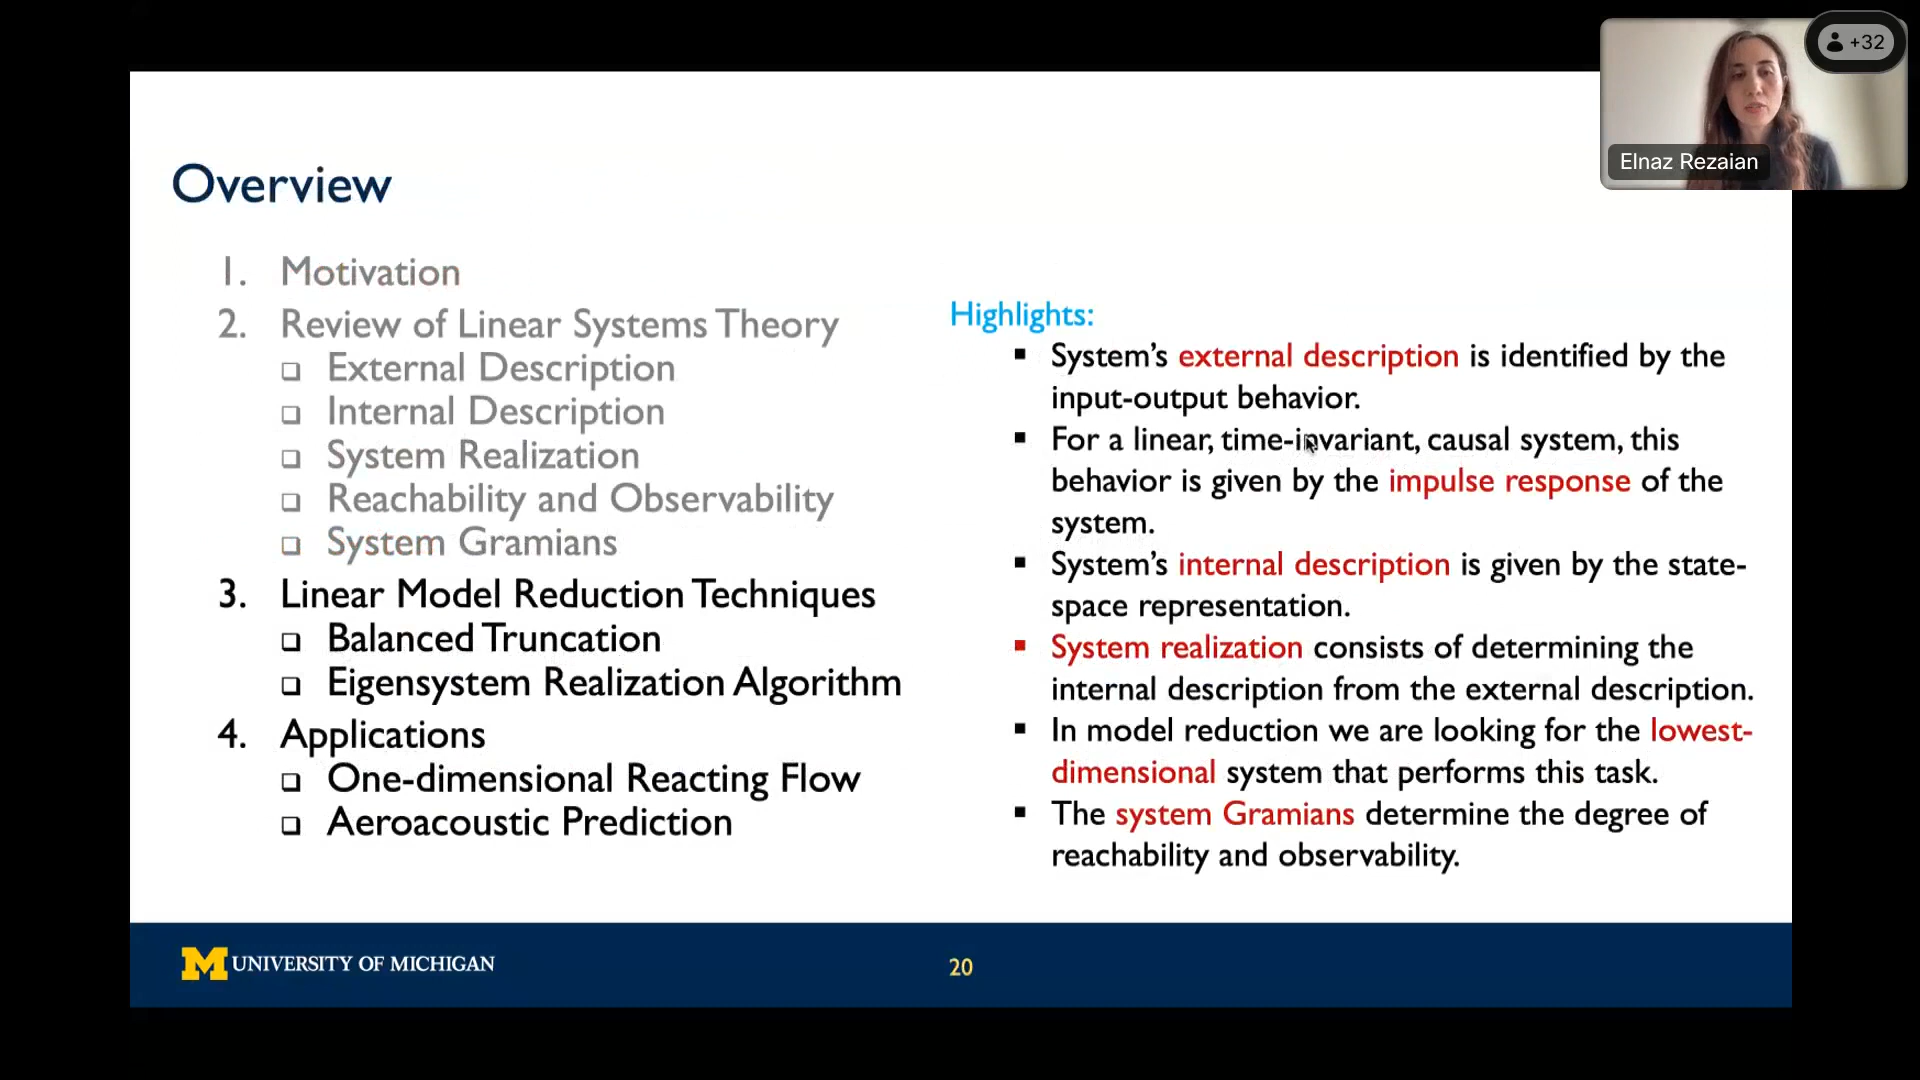 +32
Elnaz Rezaian
Overview
1. Motivation
2. Review of Linear Systems Theory
❑ External Description
❑ Internal Description
❑ System Realization
❑ Reachability and Observability
❑ System Gramians
3. Linear Model Reduction Techniques
❑ Balanced Truncation
❑ Eigensystem Realization Algorithm
4. Applications
❑ One-dimensional Reacting Flow
❑ Aeroacoustic Prediction
Highlights:
▪ System’s external description is identified by the
input-output behavior.
▪ For a linear, time-invariant, causal system, this
behavior is given by the impulse response of the
system.
▪ System’s internal description is given by the state-
space representation.
▪ System realization consists of determining the
internal description from the external description.
▪ In model reduction we are looking for the lowest-
dimensional system that performs this task.
▪ The system Gramians determine the degree of
reachability and observability.
M UNIVERSITY OF MICHIGAN
20